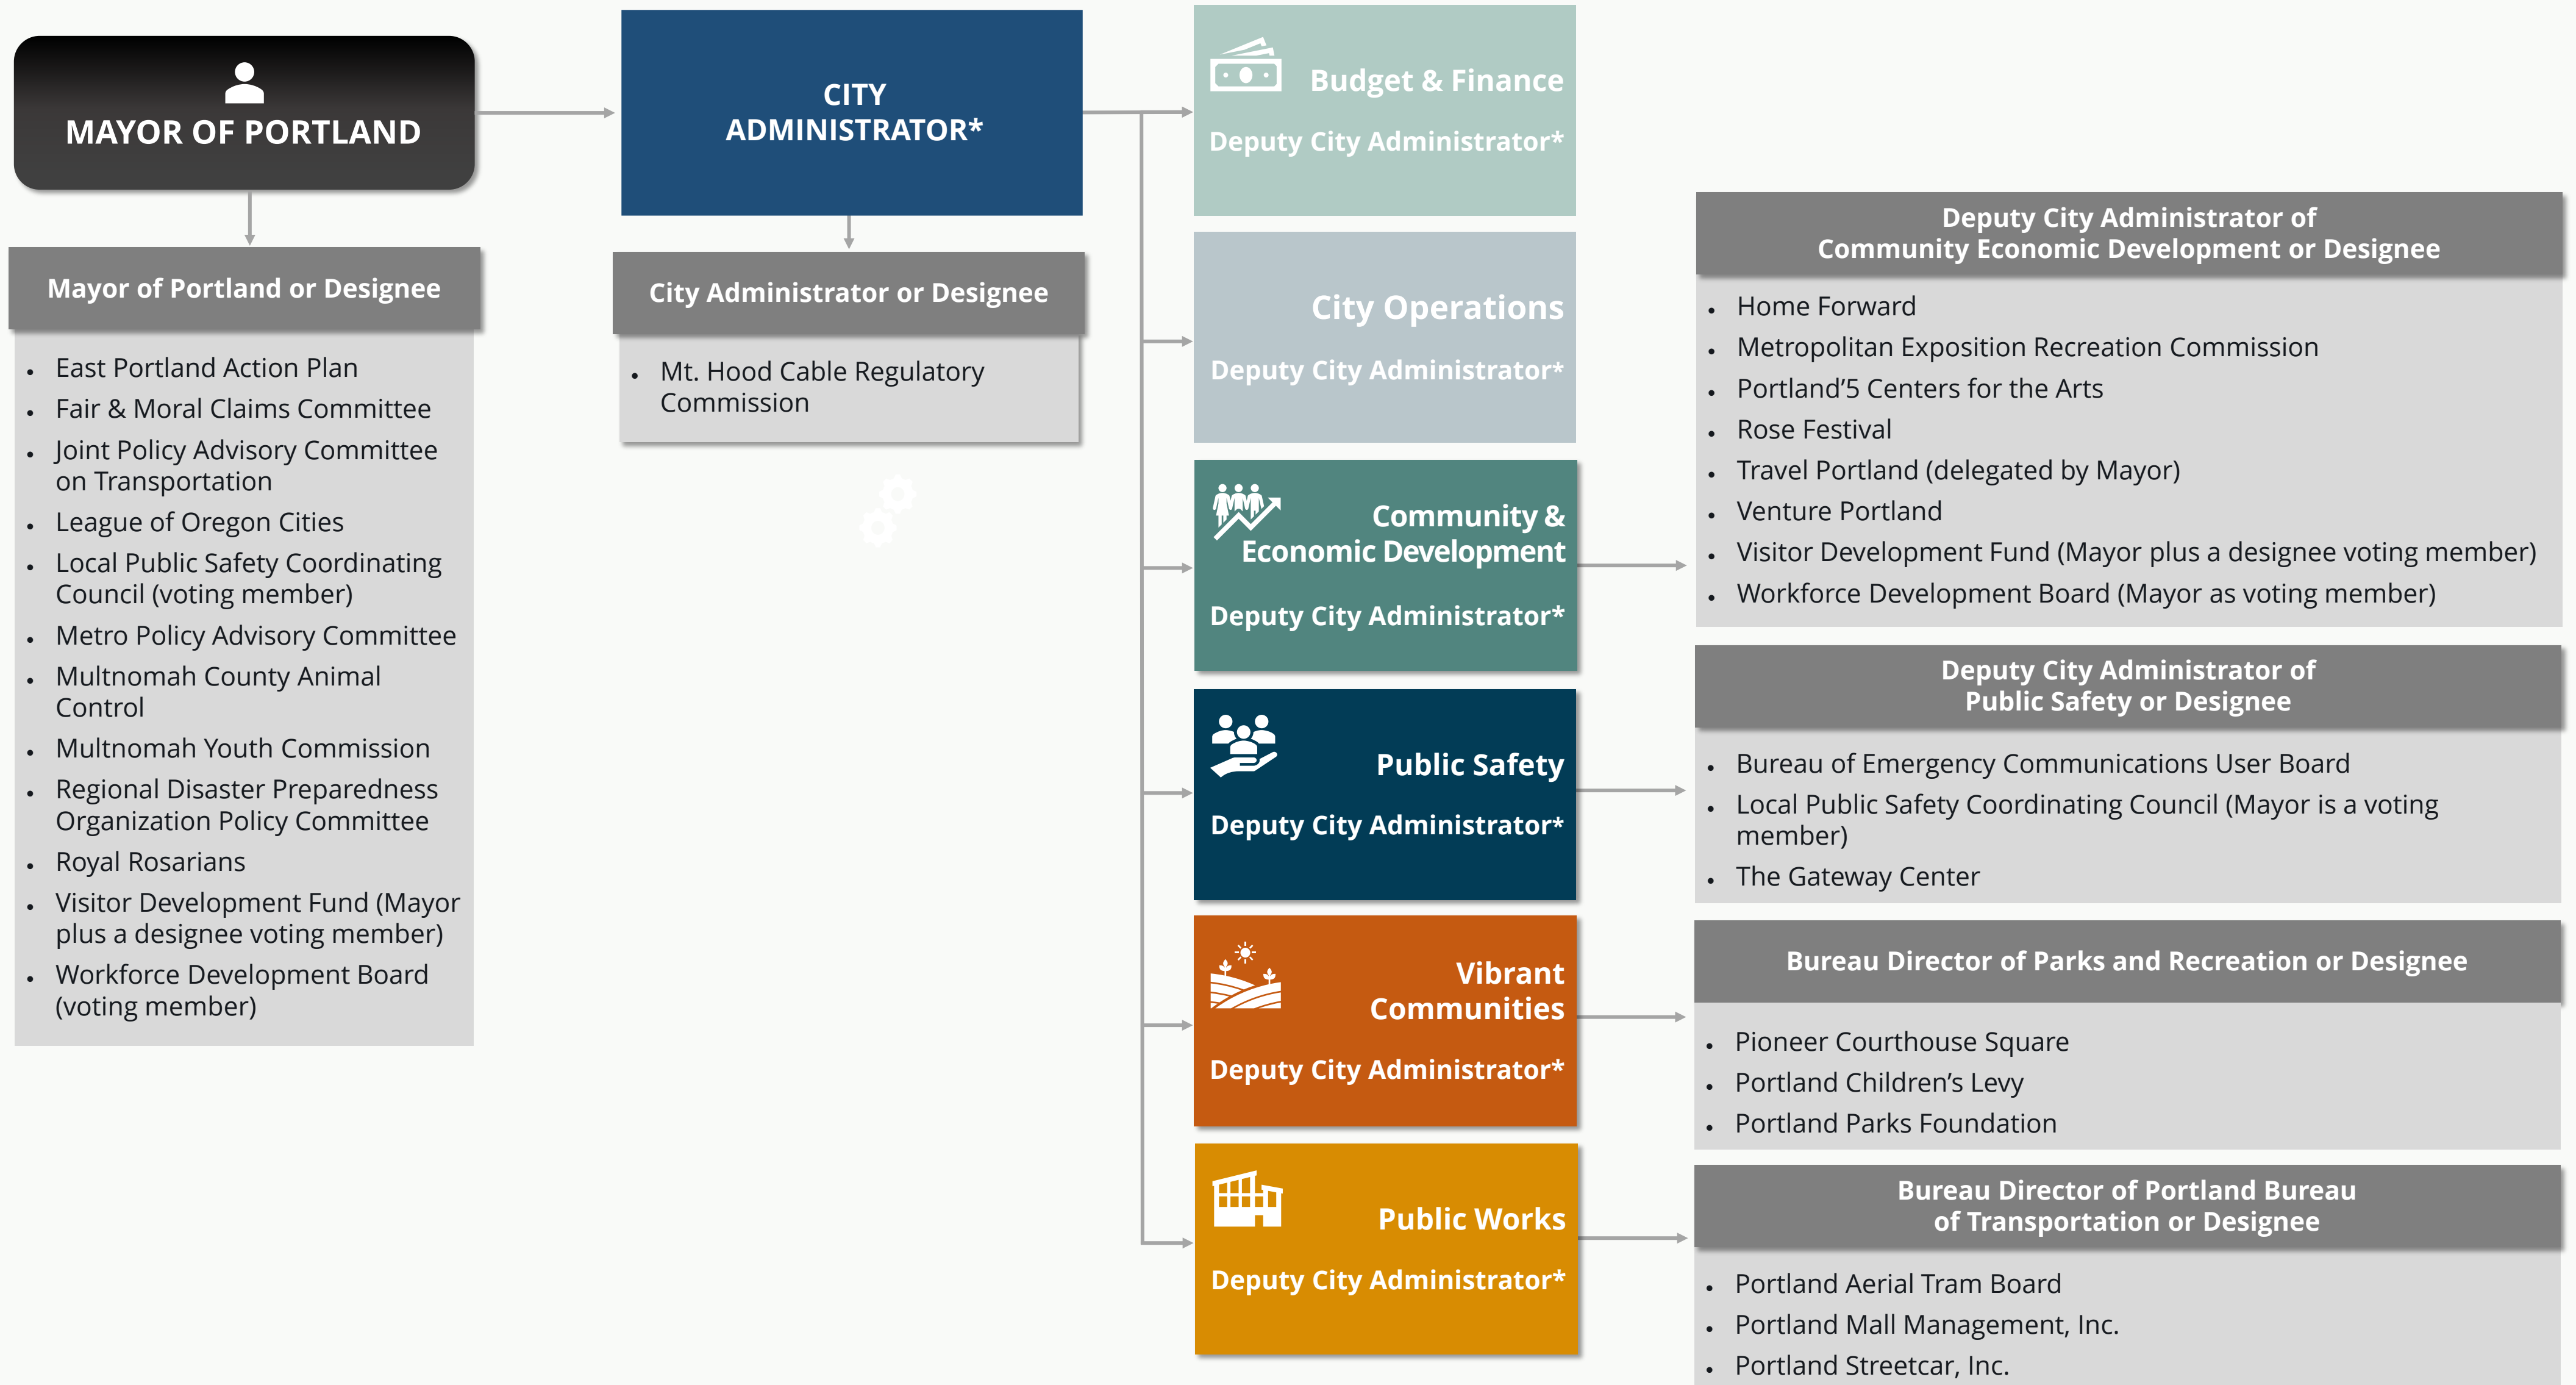 MAYOR OF PORTLAND
Mayor of Portland or Designee
• East Portland Action Plan
• Fair & Moral Claims Committee
• Joint Policy Advisory Committee
on Transportation
• League of Oregon Cities
• Local Public Safety Coordinating
Council (voting member)
• Metro Policy Advisory Committee
• Multnomah County Animal
Control
• Multnomah Youth Commission
• Regional Disaster Preparedness
Organization Policy Committee
• Royal Rosarians
• Visitor Development Fund (Mayor
plus a designee voting member)
• Workforce Development Board
(voting member)
CITY
ADMINISTRATOR*
City Administrator or Designee
• Mt. Hood Cable Regulatory
Commission
Budget & Finance
Deputy City Administrator*
City Operations
Deputy City Administrator*
Community &
Economic Development
Deputy City Administrator*
Public Safety
Deputy City Administrator*
Vibrant
Communities
Deputy City Administrator*
Public Works
Deputy City Administrator*
Deputy City Administrator of
Community Economic Development or Designee
• Home Forward
• Metropolitan Exposition Recreation Commission
• Portland’5 Centers for the Arts
• Rose Festival
• Travel Portland (delegated by Mayor)
• Venture Portland
• Visitor Development Fund (Mayor plus a designee voting member)
• Workforce Development Board (Mayor as voting member)
Deputy City Administrator of
Public Safety or Designee
• Bureau of Emergency Communications User Board
• Local Public Safety Coordinating Council (Mayor is a voting
member)
• The Gateway Center
Bureau Director of Parks and Recreation or Designee
• Pioneer Courthouse Square
• Portland Children’s Levy
• Portland Parks Foundation
Bureau Director of Portland Bureau
of Transportation or Designee
• Portland Aerial Tram Board
• Portland Mall Management, Inc.
• Portland Streetcar, Inc.